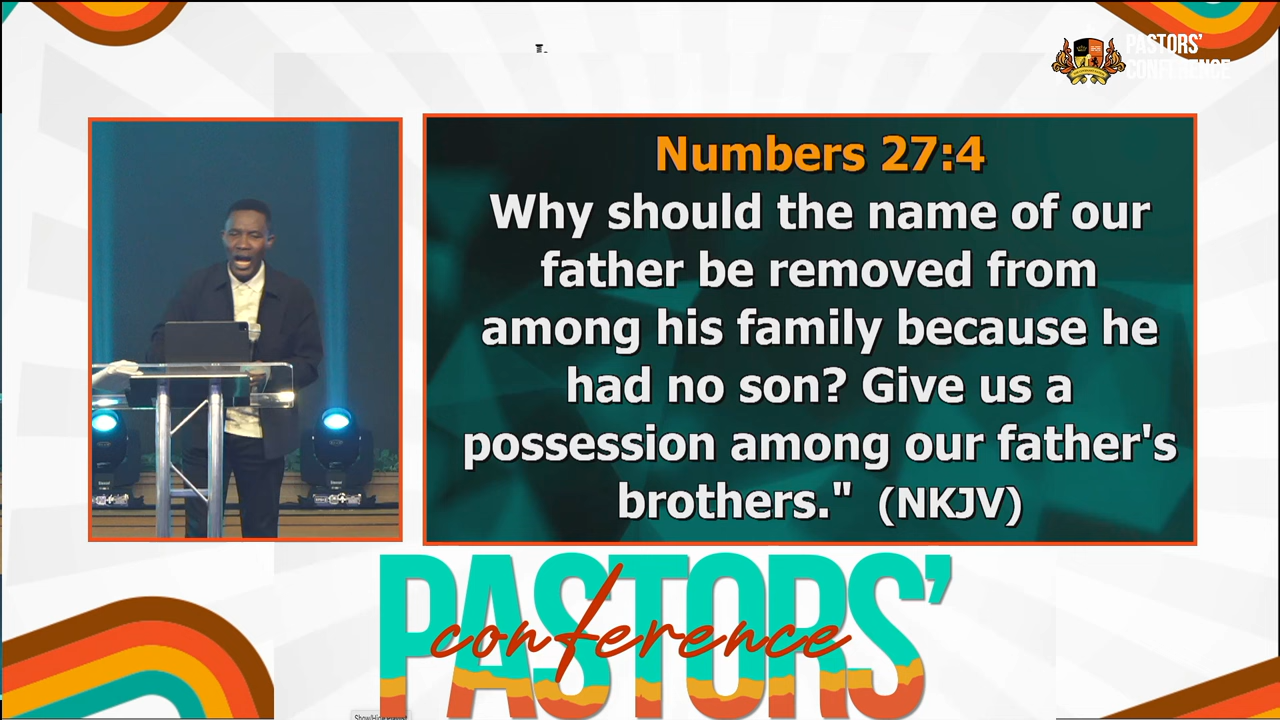 PASTORS'
CONFERENCE
Numbers 27:4
Why should the name of our
father be removed from
among his family because he
had no son? Give us a
possession among our father's
brothers." (NKJV)
PASTORS'
conference